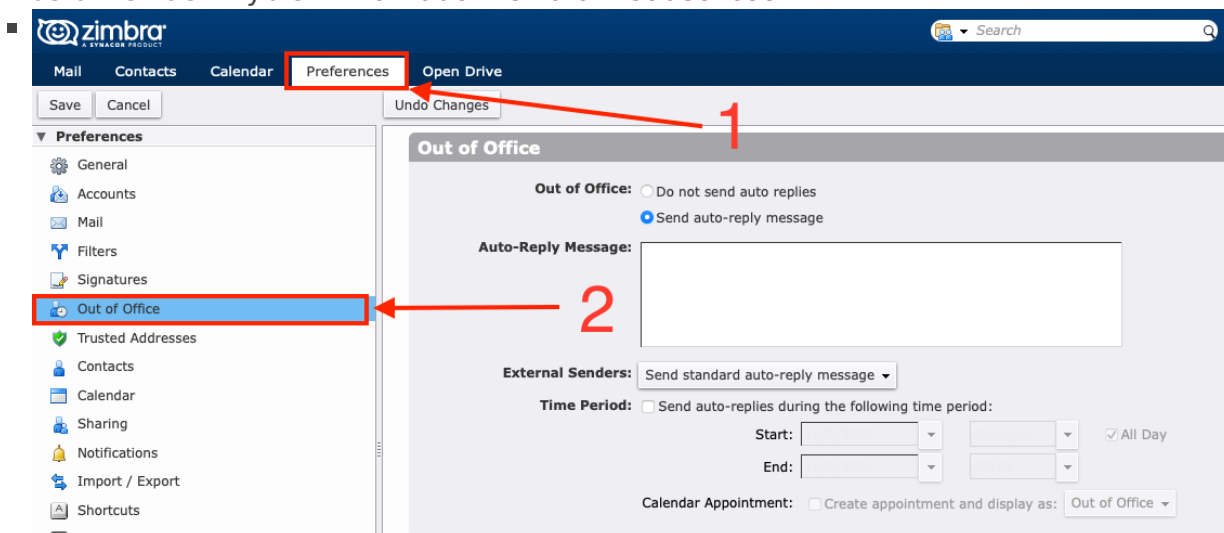 zimbra
A SYNACOR PRODUCT
Search
Mail Contacts Calendar Preferences Open Drive
Save Cancel Undo Changes
1
Preferences
Out of Office
General
Out of Office: Do not send auto replies
Accounts
Send auto-reply message
Mail
Auto-Reply Message:
Filters
Signatures
Out of Office
2
Trusted Addresses
Contacts
External Senders: Send standard auto-reply message
Calendar
Time Period: Send auto-replies during the following time period:
Sharing
Start: All Day
Notifications
End:
Import / Export
Calendar Appointment: Create appointment and display as: Out of Office
Shortcuts